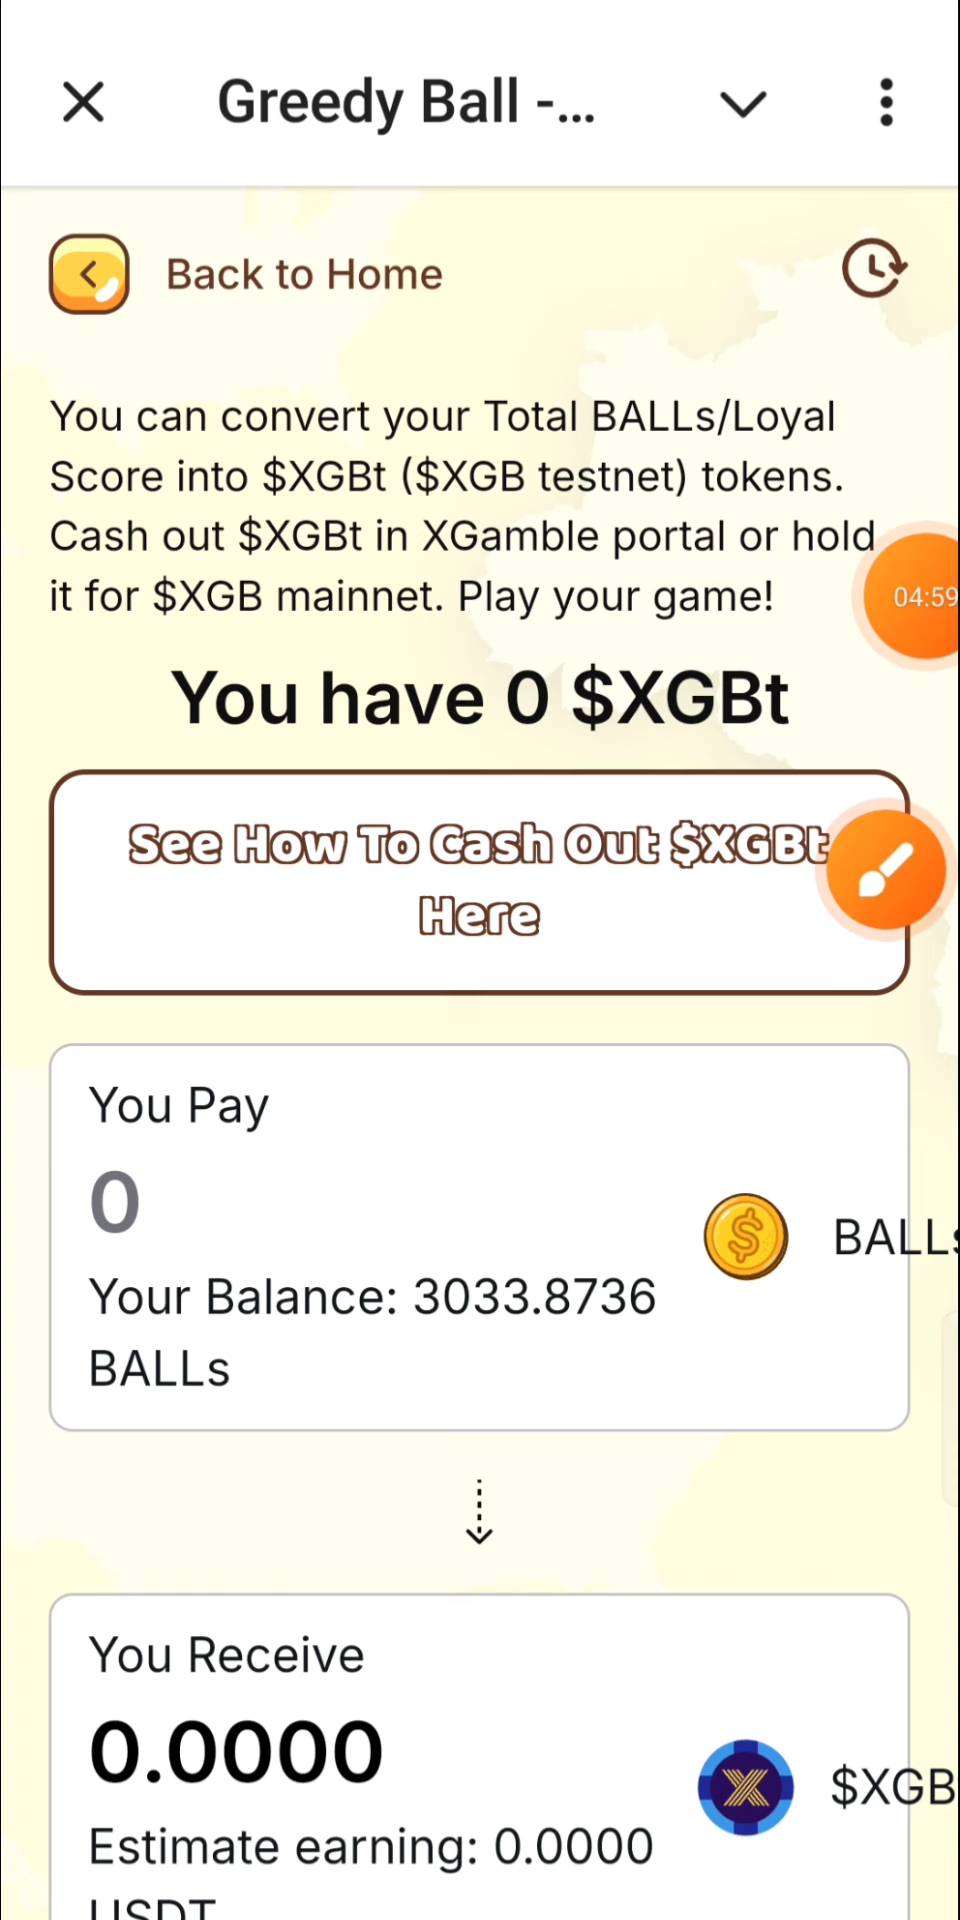 Greedy Ball -...
Back to Home
You can convert your Total BALLs/Loyal
Score into $XGBt ($XGB testnet) tokens.
Cash out $XGBt in XGamble portal or hold
it for $XGB mainnet. Play your game!
04:59
You have 0 $XGBt
See How To Cash Out $XGBt
Here
You Pay
0
BALLs
Your Balance: 3033.8736
BALLs
You Receive
0.0000
$XGB
Estimate earning: 0.0000
USDT